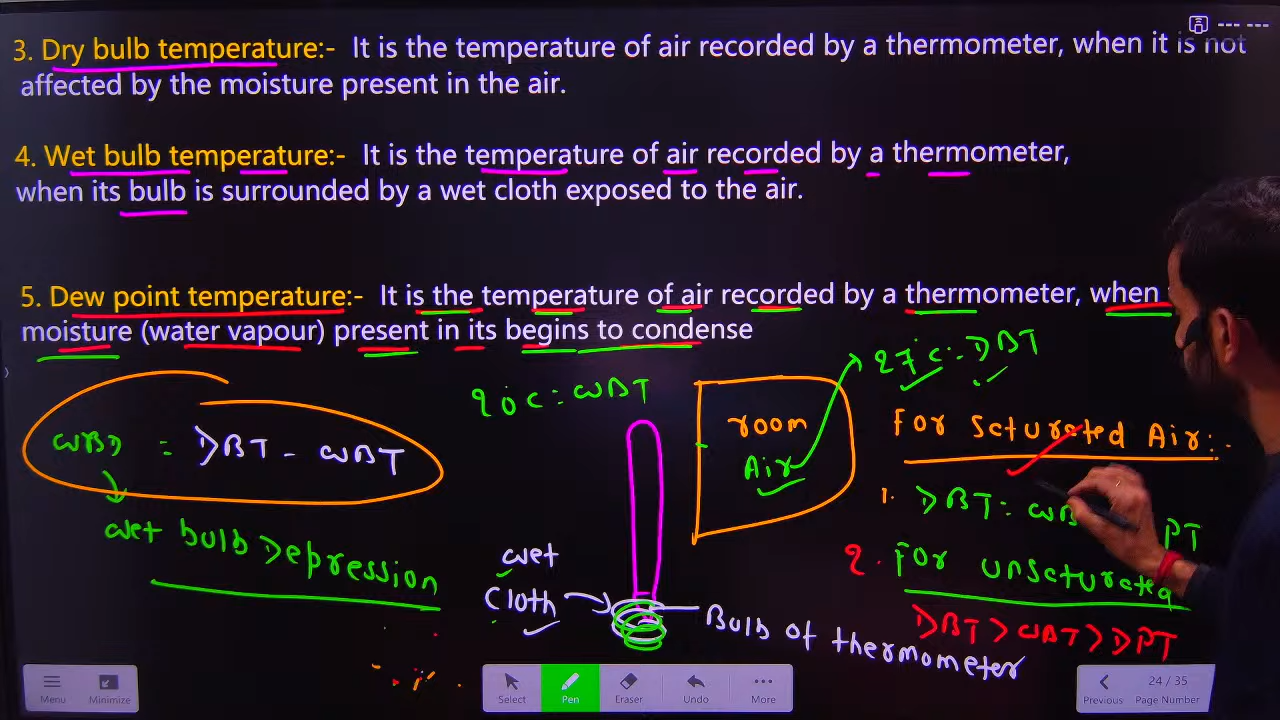 3. Dry bulb temperature:- It is the temperature of air recorded by a thermometer, when it is not
affected by the moisture present in the air.
4. Wet bulb temperature:- It is the temperature of air recorded by a thermometer,
when its bulb is surrounded by a wet cloth exposed to the air.
5. Dew point temperature:- It is the temperature of air recorded by a thermometer, when
moisture (water vapour) present in its begins to condense
WBD = DBT - WBT
Wet bulb Depression
20°C = WBT
room
Air
27°C = DBT
wet
Cloth
Bulb of thermometer
For Scturated Air:-
1. DBT = WB PT
2. For unscturated
DBT > WBT > DPT
Menu
Minimize
Select
Pen
Eraser
Undo
More
Previous
24 / 35
Page Number